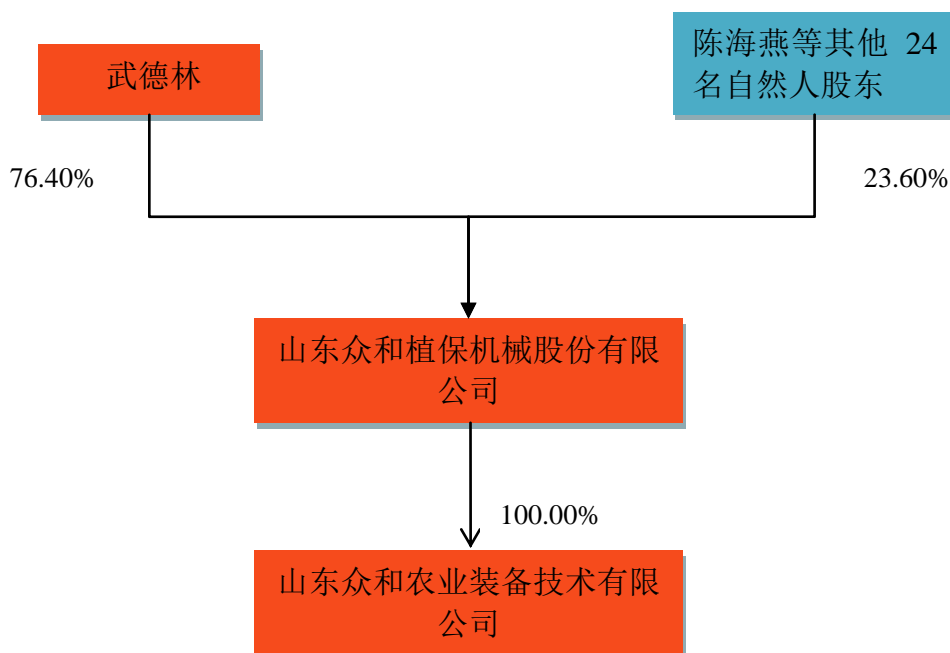 武德林
陈海燕等其他 24
名自然人股东
76.40%
23.60%
山东众和植保机械股份有限
公司
100.00%
山东众和农业装备技术有限
公司